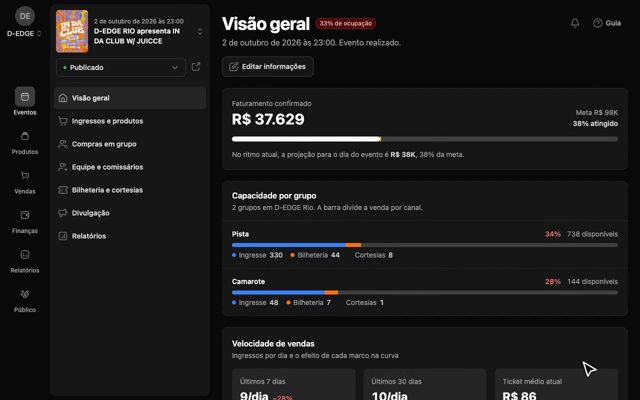 DE
D-EDGE
Eventos
Produtos
Vendas
Finanças
Relatórios
Público
IN DA CLUB
2 de outubro de 2026 às 23:00
D-EDGE RIO apresenta IN
DA CLUB W/ JUICCE
Publicado
Visão geral
Ingressos e produtos
Compras em grupo
Equipe e comissários
Bilheteria e cortesias
Divulgação
Relatórios
Visão geral 33% de ocupação
Guia
2 de outubro de 2026 às 23:00. Evento realizado.
Editar informações
Faturamento confirmado
R$ 37.629
Meta R$ 98K
38% atingido
No ritmo atual, a projeção para o dia do evento é R$ 38K, 38% da meta.
Capacidade por grupo
2 grupos em D-EDGE Rio. A barra divide a venda por canal.
Pista 34% 738 disponíveis
Ingresse 330 Bilheteria 44 Cortesias 8
Camarote 28% 144 disponíveis
Ingresse 48 Bilheteria 7 Cortesias 1
Velocidade de vendas
Ingressos por dia e o efeito de cada marco na curva
Últimos 7 dias
9/dia -28%
Últimos 30 dias
10/dia
Ticket médio atual
R$ 86